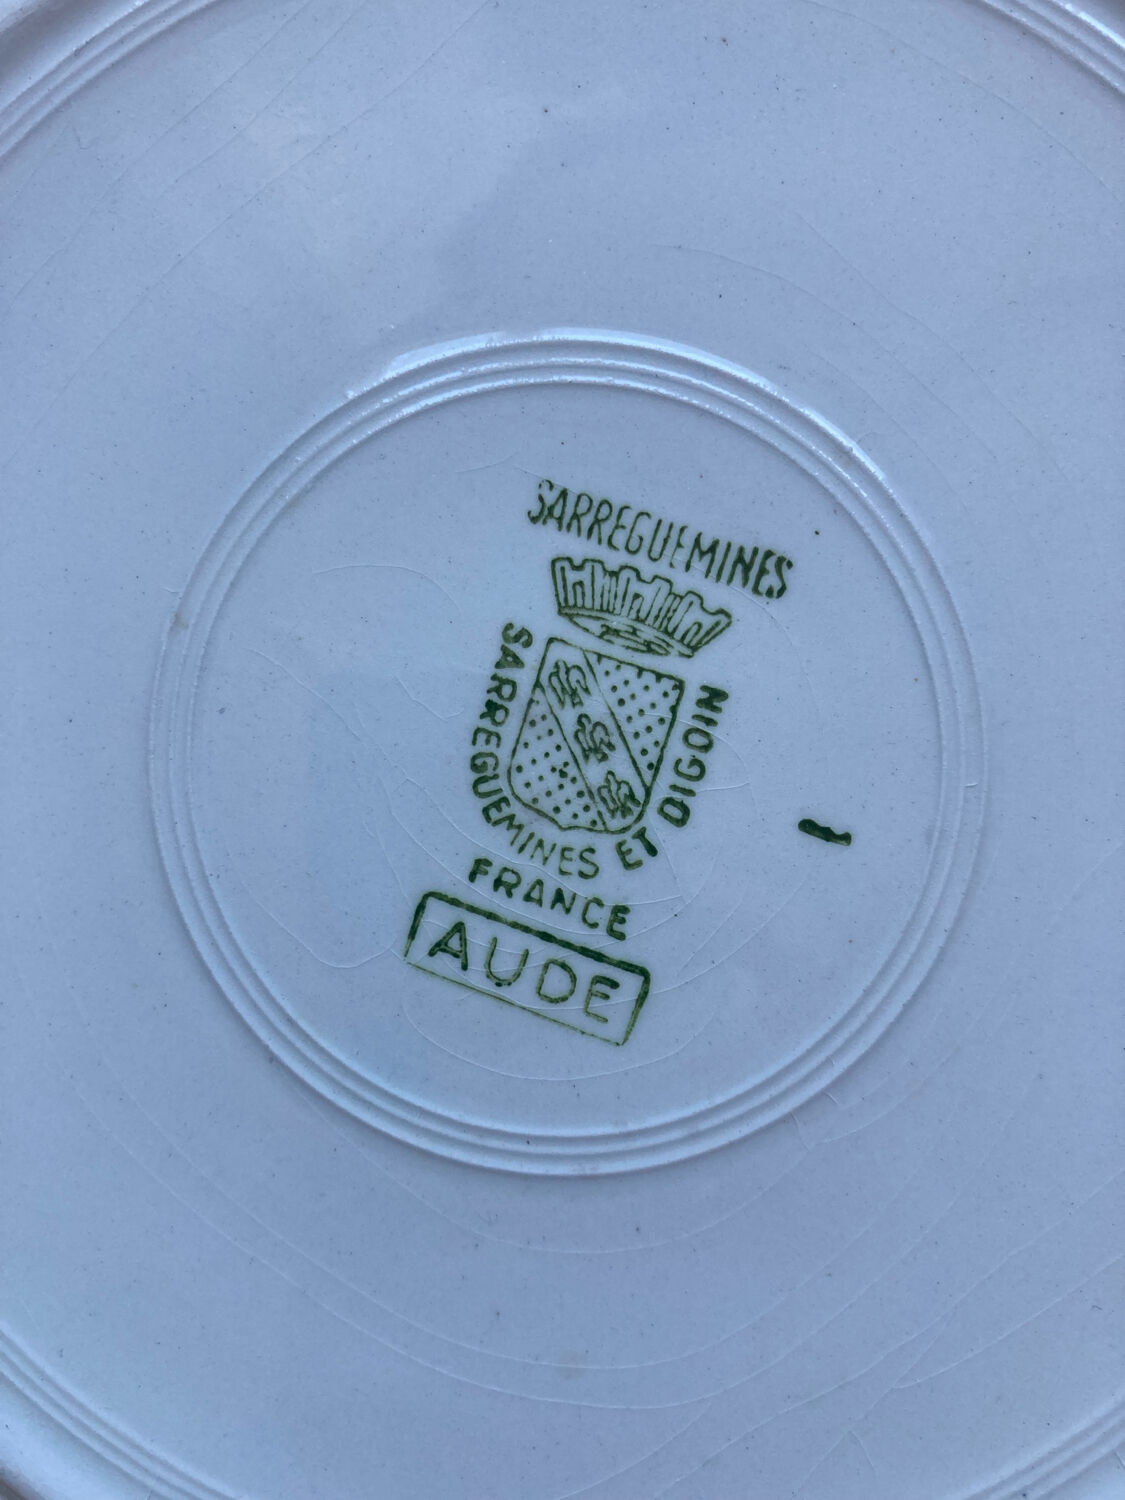 SARREGUEMINES
SARREGUEMINES ET DIGOIN
FRANCE
AUDE